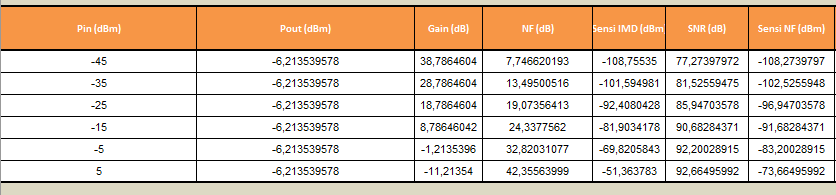 Pin (dBm) Pout (dBm) Gain (dB) NF (dB) Sensi IMD (dBm SNR (dB) Sensi NF (dBm)
-45 -6,213539578 38,7864604 7,746620193 -108,75535 77,27397972 -108,2739797
-35 -6,213539578 28,7864604 13,49500516 -101,594981 81,52559475 -102,5255948
-25 -6,213539578 18,7864604 19,07356413 -92,4080428 85,94703578 -96,94703578
-15 -6,213539578 8,78646042 24,3377562 -81,9034178 90,68284371 -91,68284371
-5 -6,213539578 -1,2135396 32,82031077 -69,8205843 92,20028915 -83,20028915
5 -6,213539578 -11,21354 42,35563999 -51,363783 92,66495992 -73,66495992